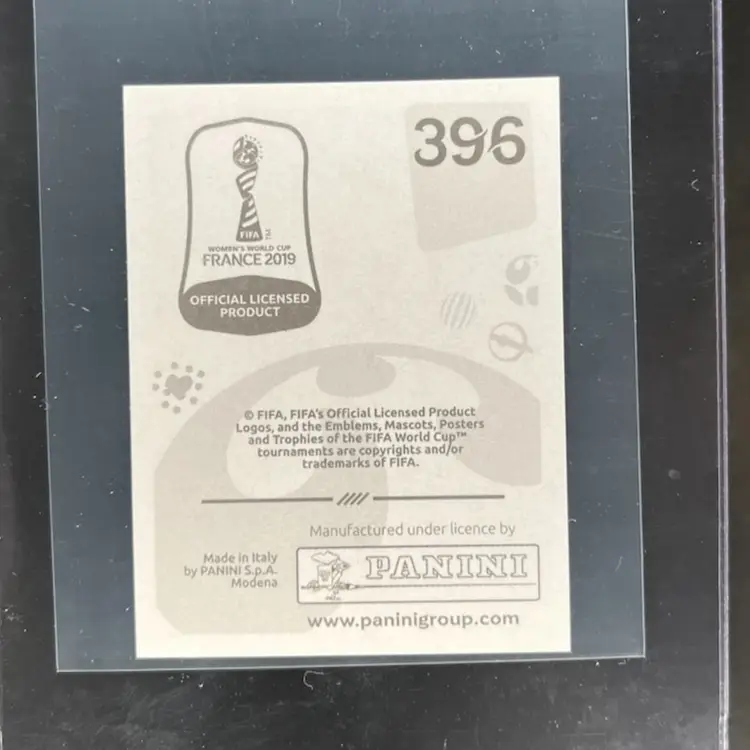 396
FIFA
TM
WOMEN'S WORLD CUP
FRANCE 2019
OFFICIAL LICENSED
PRODUCT
© FIFA, FIFA's Official Licensed Product
Logos, and the Emblems, Mascots, Posters
and Trophies of the FIFA World Cup™
tournaments are copyrights and/or
trademarks of FIFA.
Manufactured under licence by
Made in Italy
by PANINI S.p.A.
Modena
PANINI
www.paninigroup.com